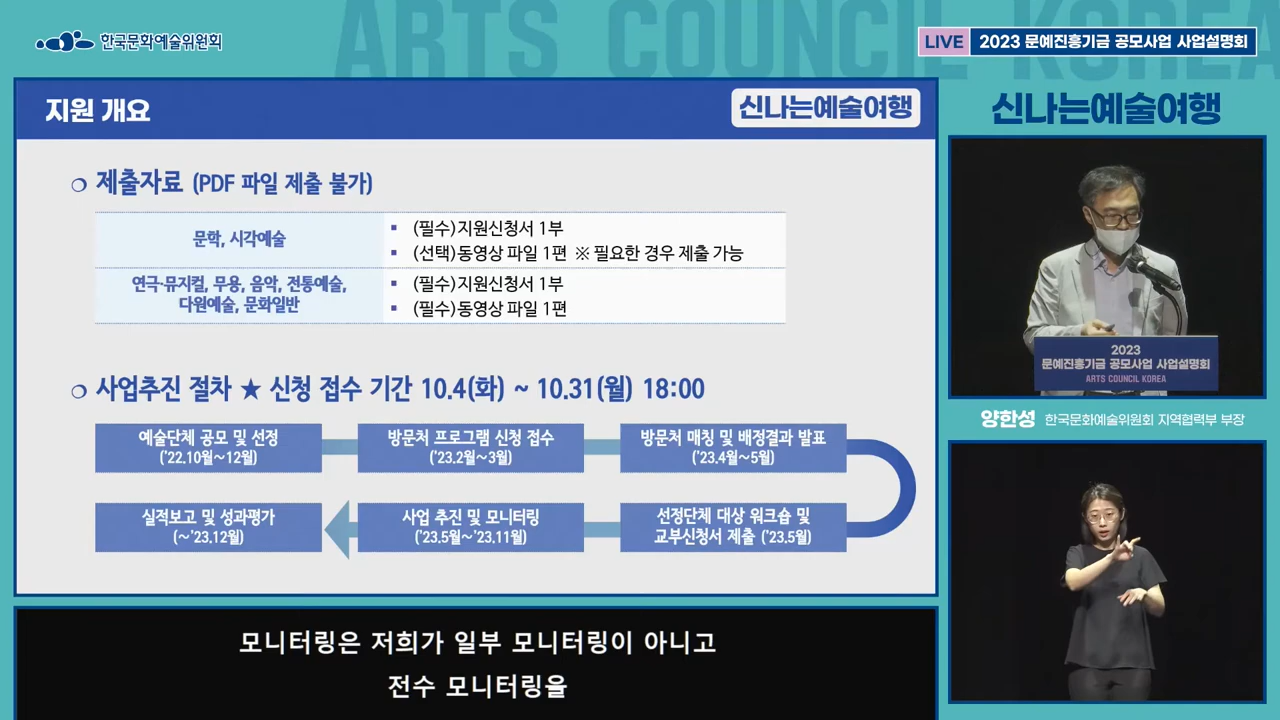 ARTS COUNCIL KOREA
한국문화예술위원회
LIVE 2023 문예진흥기금 공모사업 사업설명회
지원 개요
신나는예술여행
제출자료 (PDF 파일 제출 불가)
문학, 시각예술
(필수)지원신청서 1부
(선택)동영상 파일 1편 ※ 필요한 경우 제출 가능
연극·뮤지컬, 무용, 음악, 전통예술,
다원예술, 문화일반
(필수)지원신청서 1부
(필수)동영상 파일 1편
사업추진 절차 ★ 신청 접수 기간 10.4(화) ~ 10.31(월) 18:00
예술단체 공모 및 선정
('22.10월~12월)
방문처 프로그램 신청 접수
('23.2월~3월)
방문처 매칭 및 배정결과 발표
('23.4월~5월)
선정단체 대상 워크숍 및
교부신청서 제출 ('23.5월)
사업 추진 및 모니터링
('23.5월~'23.11월)
실적보고 및 성과평가
(~'23.12월)
신나는예술여행
2023
문예진흥기금 공모사업 사업설명회
ARTS COUNCIL KOREA
양한성 한국문화예술위원회 지역협력부 부장
모니터링은 저희가 일부 모니터링이 아니고
전수 모니터링을